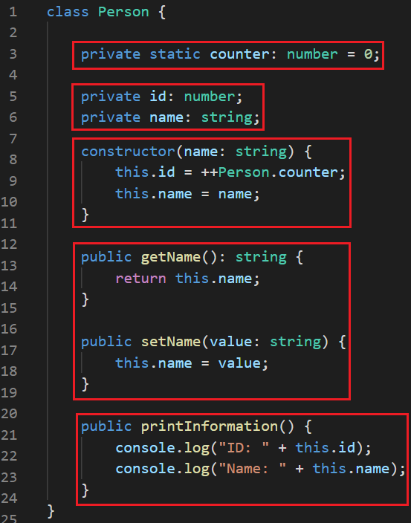 1 class Person {
2
3 private static counter: number = 0;
4
5 private id: number;
6 private name: string;
7
8 constructor(name: string) {
9 this.id = ++Person.counter;
10 this.name = name;
11 }
12
13 public getName(): string {
14 return this.name;
15 }
16
17 public setName(value: string) {
18 this.name = value;
19 }
20
21 public printInformation() {
22 console.log("ID: " + this.id);
23 console.log("Name: " + this.name);
24 }
25 }